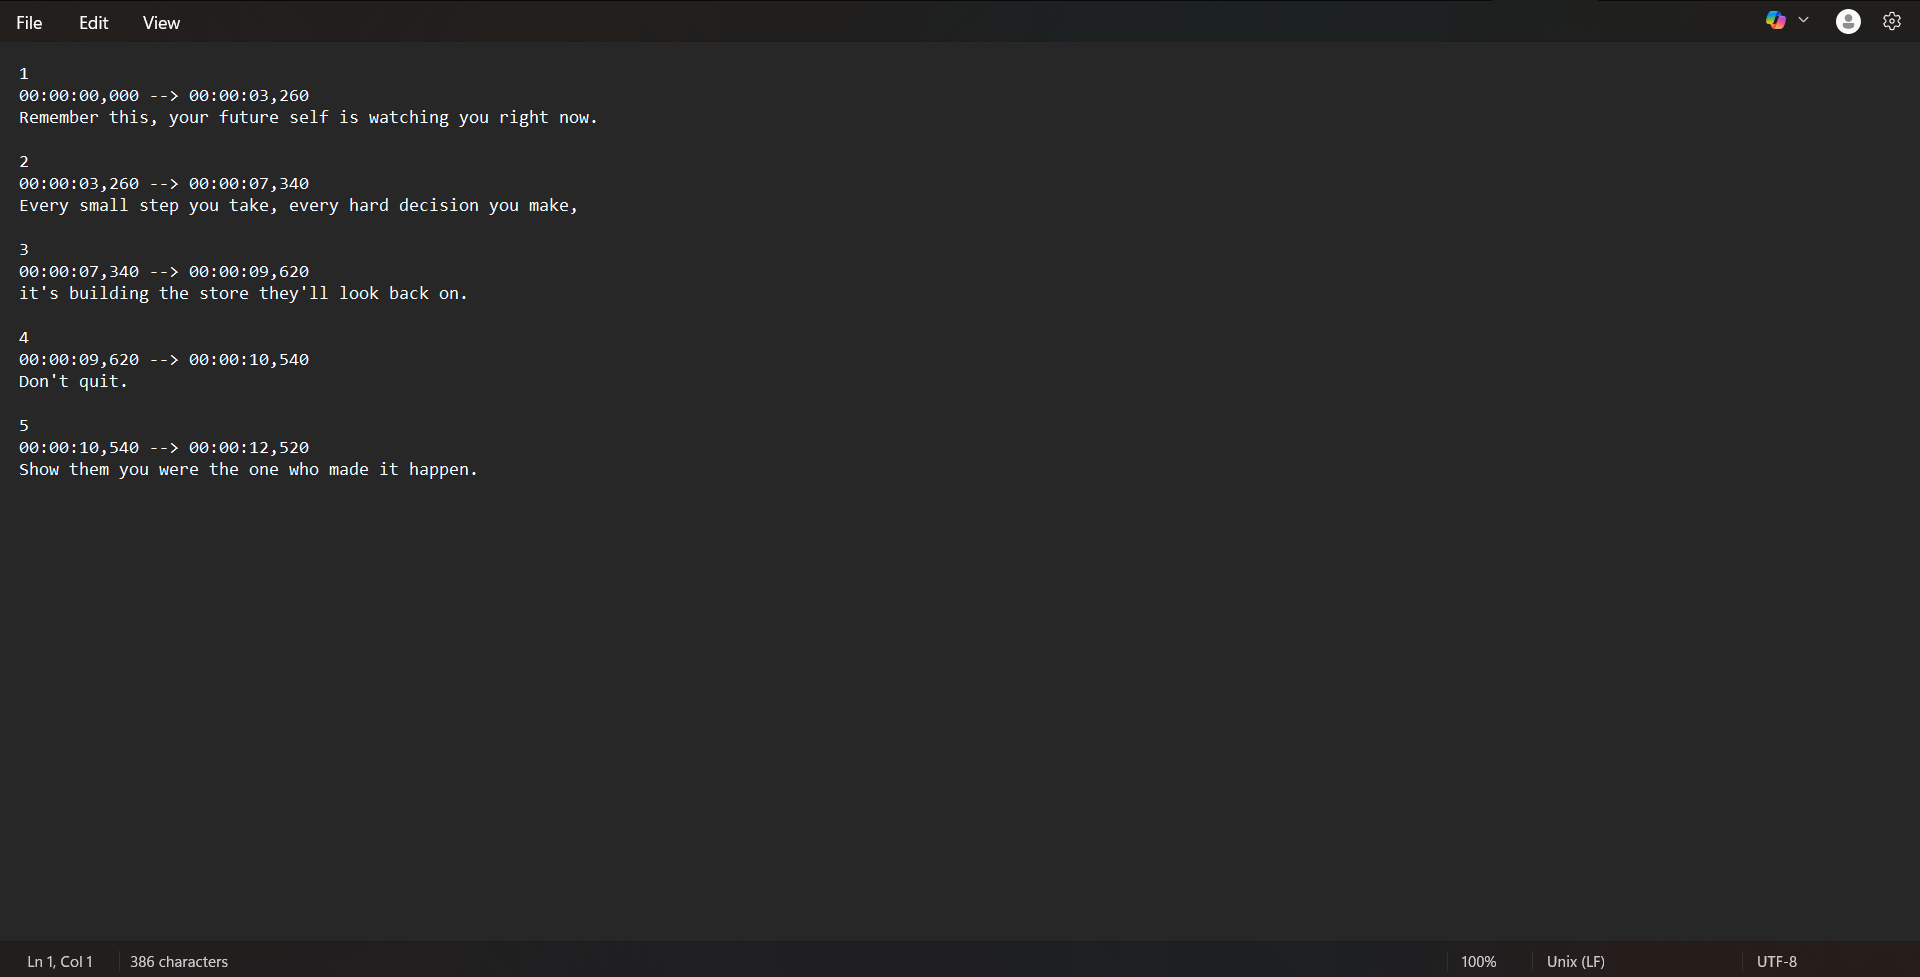 File Edit View
1
00:00:00,000 --> 00:00:03,260
Remember this, your future self is watching you right now.
2
00:00:03,260 --> 00:00:07,340
Every small step you take, every hard decision you make,
3
00:00:07,340 --> 00:00:09,620
it's building the store they'll look back on.
4
00:00:09,620 --> 00:00:10,540
Don't quit.
5
00:00:10,540 --> 00:00:12,520
Show them you were the one who made it happen.
Ln 1, Col 1 386 characters 100% Unix (LF) UTF-8